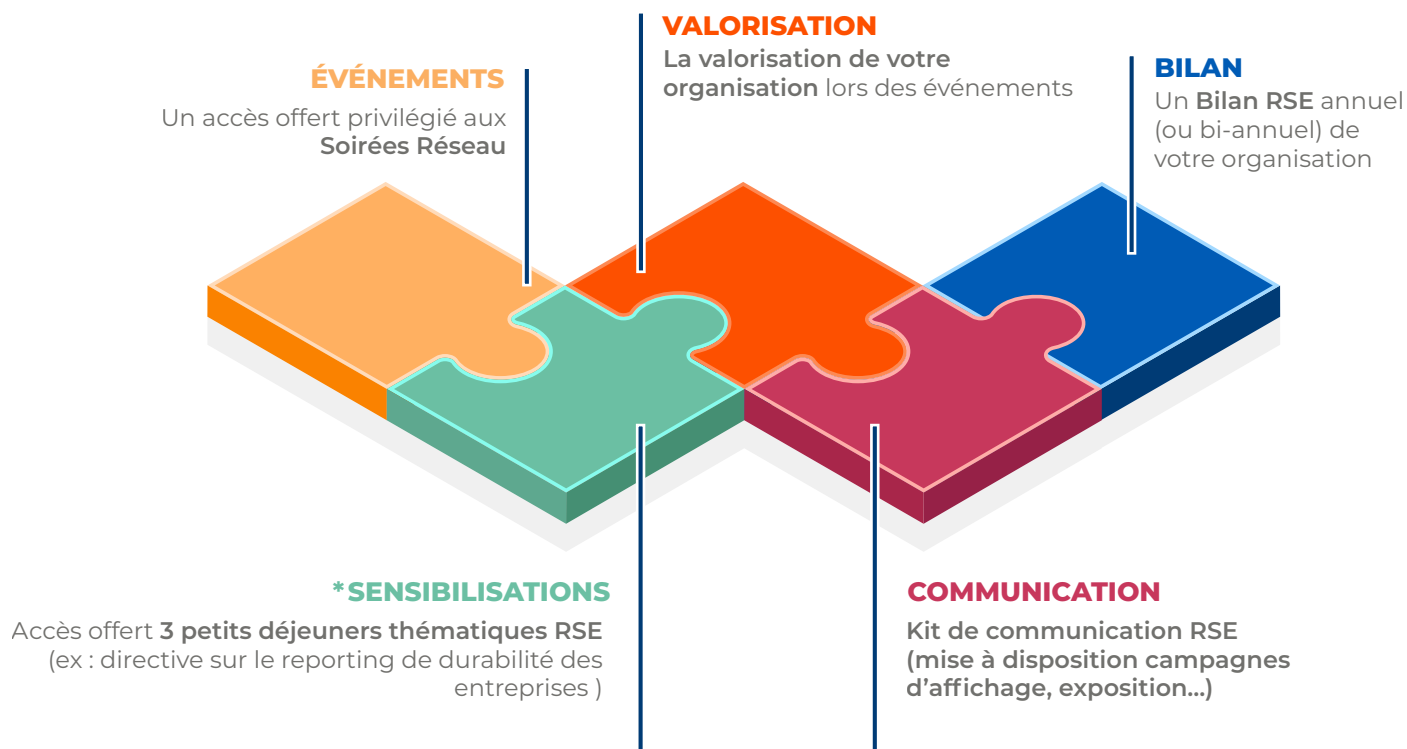 VALORISATION
La valorisation de votre
organisation lors des événements
ÉVÉNEMENTS
Un accès offert privilégié aux
Soirées Réseau
BILAN
Un Bilan RSE annuel
(ou bi-annuel) de
votre organisation
*SENSIBILISATIONS
Accès offert 3 petits déjeuners thématiques RSE
(ex : directive sur le reporting de durabilité des
entreprises )
COMMUNICATION
Kit de communication RSE
(mise à disposition campagnes
d’affichage, exposition...)